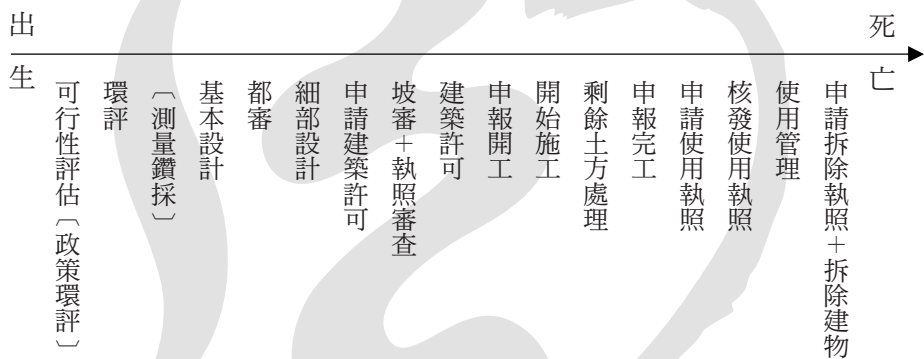 出生
死亡
可行性評估〔政策環評〕
環評
〔測量鑽採〕
基本設計
都審
細部設計
申請建築許可
坡審＋執照審查
建築許可
申報開工
開始施工
剩餘土方處理
申報完工
申請使用執照
核發使用執照
使用管理
申請拆除執照＋拆除建物